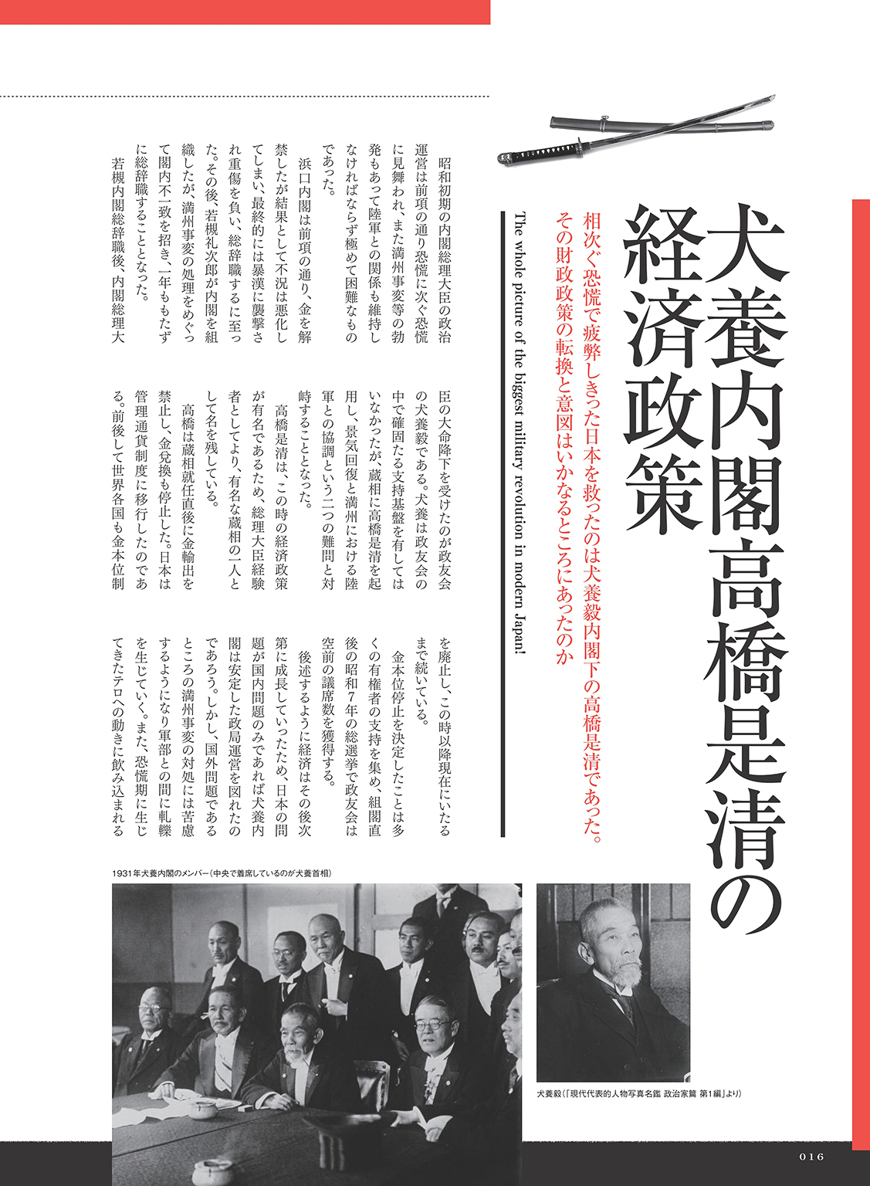 犬養内閣高橋是清の
経済政策
相次ぐ恐慌で疲弊しきった日本を救ったのは犬養毅内閣下の高橋是清であった。
その財政政策の転換と意図はいかなるところにあったのか
The whole picture of the biggest military revolution in modern Japan!
昭和初期の内閣総理大臣の政治
運営は前項の通り恐慌に次ぐ恐慌
に見舞われ、また満州事変等の勃
発もあって陸軍との関係も維持し
なければならず極めて困難なもの
であった。
浜口内閣は前項の通り、金を解
禁したが結果として不況は悪化し
てしまい、最終的には暴漢に襲撃さ
れ重傷を負い、総辞職するに至っ
た。その後、若槻礼次郎が内閣を組
織したが、満州事変の処理をめぐっ
て閣内不一致を招き、一年ももたず
に総辞職することとなった。
若槻内閣総辞職後、内閣総理大
臣の大命降下を受けたのが政友会
の犬養毅である。犬養は政友会の
中で確固たる支持基盤を有しては
いなかったが、蔵相に高橋是清を起
用し、景気回復と満州における陸
軍との協調という二つの難問と対
峙することとなった。
高橋是清は、この時の経済政策
が有名であるため、総理大臣経験
者としてより、有名な蔵相の一人と
して名を残している。
高橋は蔵相就任直後に金輸出を
禁止し、金兌換も停止した。日本は
管理通貨制度に移行したのであ
る。前後して世界各国も金本位制
を廃止し、この時以降現在にいたる
まで続いている。
金本位停止を決定したことは多
くの有権者の支持を集め、組閣直
後の昭和7年の総選挙で政友会は
空前の議席数を獲得する。
後述するように経済はその後次
第に成長していったため、日本の問
題が国内問題のみであれば犬養内
閣は安定した政局運営を図れたの
であろう。しかし、国外問題である
ところの満州事変の対処には苦慮
するようになり軍部との間に軋轢
を生じていく。また、恐慌期に生じ
てきたテロへの動きに飲み込まれる
1931年犬養内閣のメンバー(中央で着席しているのが犬養首相)
犬養毅(「現代代表的人物写真名鑑 政治家篇 第1編」より)
016